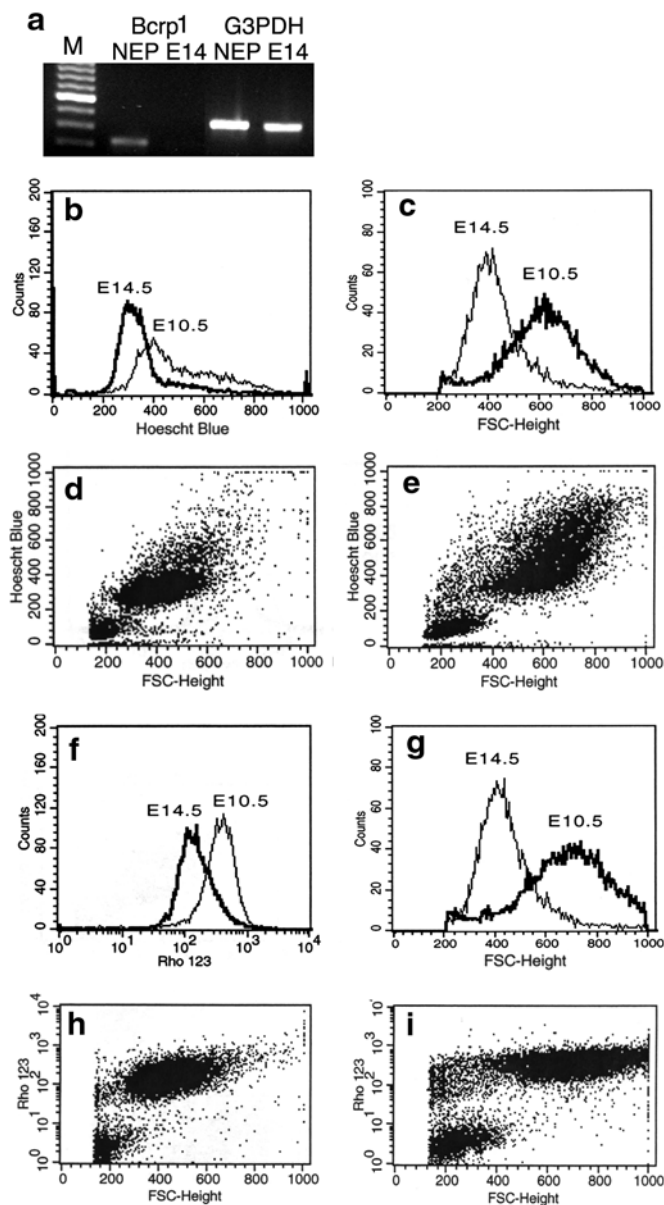 a
Bcrp1 G3PDH
M NEP E14 NEP E14
b
200
160
120
80
40
0
Counts
E14.5
E10.5
0 200 400 600 800 1000
Hoescht Blue
c
100
80
60
40
20
0
Counts
E14.5
E10.5
0 200 400 600 800 1000
FSC-Height
d
1000
800
600
400
200
0
Hoescht Blue
0 200 400 600 800 1000
FSC-Height
e
1000
800
600
400
200
0
Hoescht Blue
0 200 400 600 800 1000
FSC-Height
f
200
160
120
80
40
0
Counts
E14.5
E10.5
10⁰ 10¹ 10² 10³ 10⁴
Rho 123
g
100
80
60
40
20
0
Counts
E14.5
E10.5
0 200 400 600 800 1000
FSC-Height
h
10⁴
10³
10²
10¹
10⁰
Rho 123
0 200 400 600 800 1000
FSC-Height
i
10⁴
10³
10²
10¹
10⁰
Rho 123
0 200 400 600 800 1000
FSC-Height